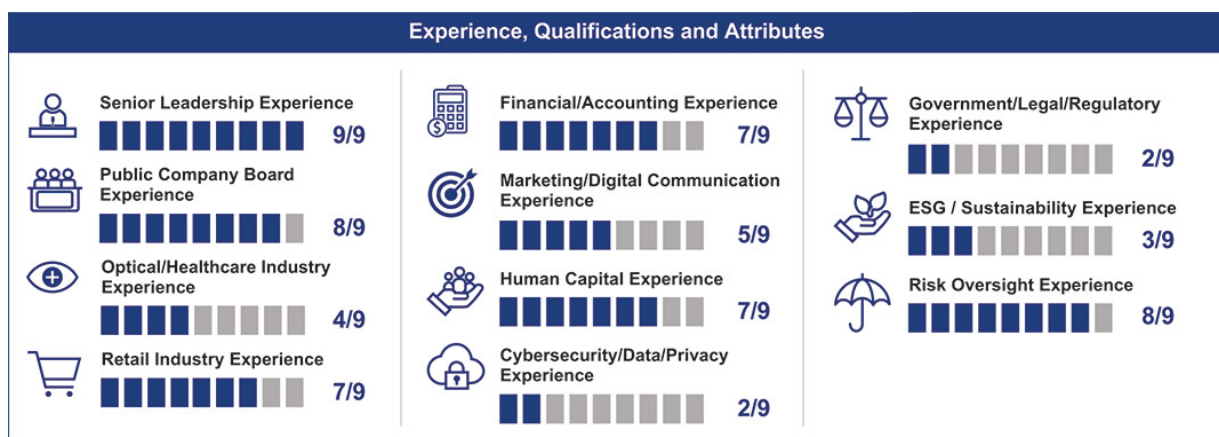 Experience, Qualifications and Attributes
Senior Leadership Experience
9/9
Public Company Board
Experience
8/9
Optical/Healthcare Industry
Experience
4/9
Retail Industry Experience
7/9
$
Financial/Accounting Experience
7/9
Marketing/Digital Communication
Experience
5/9
Human Capital Experience
7/9
Cybersecurity/Data/Privacy
Experience
2/9
Government/Legal/Regulatory
Experience
2/9
ESG / Sustainability Experience
3/9
Risk Oversight Experience
8/9